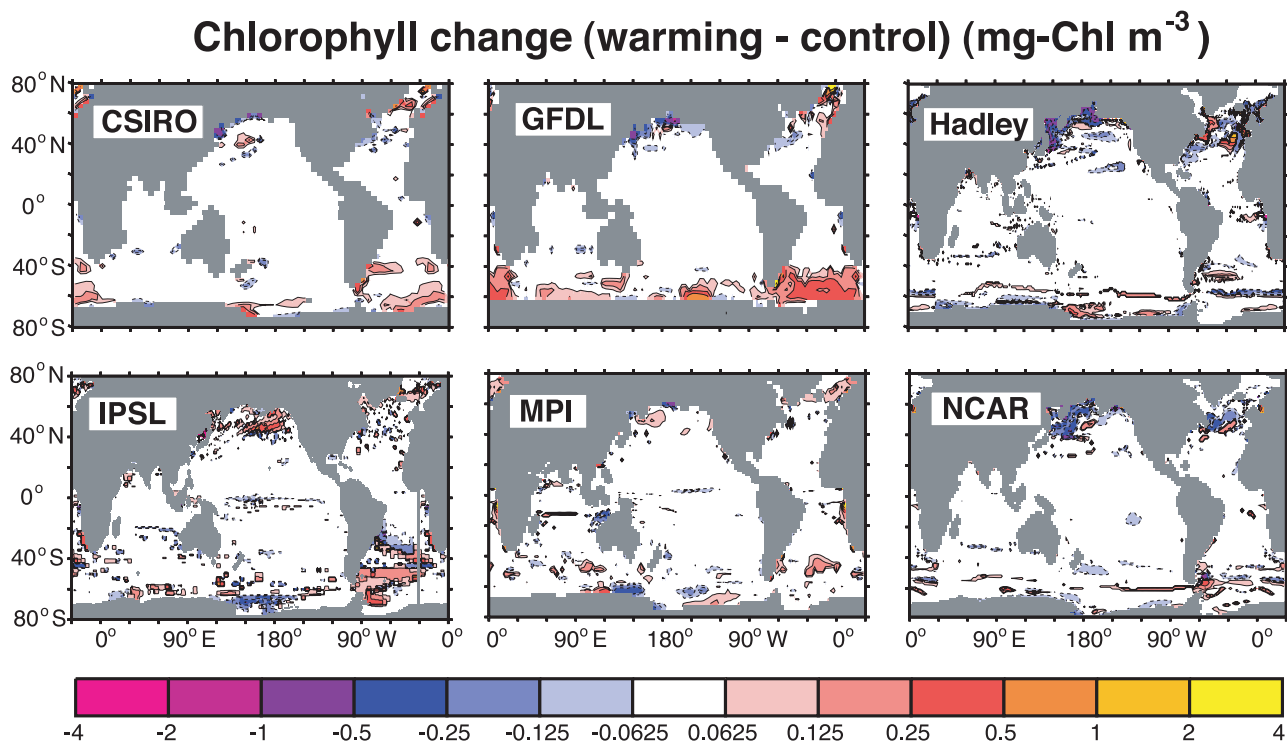 Chlorophyll change (warming - control) (mg-Chl m⁻³)
80°N
40°N
0°
40°S
80°S
CSIRO
GFDL
Hadley
80°N
40°N
0°
40°S
80°S
IPSL
MPI
NCAR
0° 90°E 180° 90°W 0° 0° 90°E 180° 90°W 0° 0° 90°E 180° 90°W 0°
-4 -2 -1 -0.5 -0.25 -0.125 -0.0625 0.0625 0.125 0.25 0.5 1 2 4